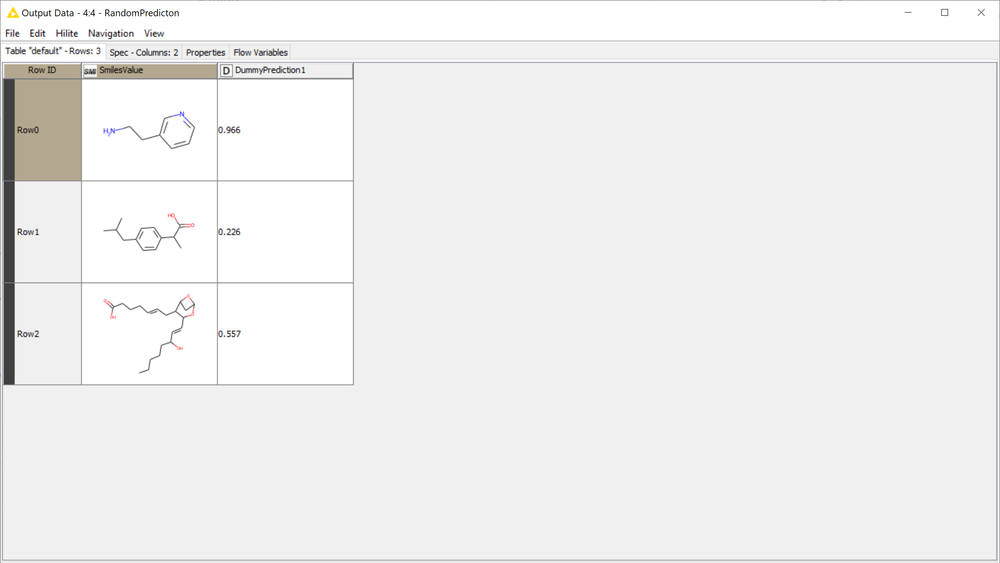 Output Data - 4:4 - RandomPredicton
File Edit Hilite Navigation View
Table "default" - Rows: 3 Spec - Columns: 2 Properties Flow Variables
Row ID SMI SmilesValue D DummyPrediction1
N
Row0 H2N 0.966
HO
O
Row1 0.226
O
O
O
OH
Row2 0.557
OH